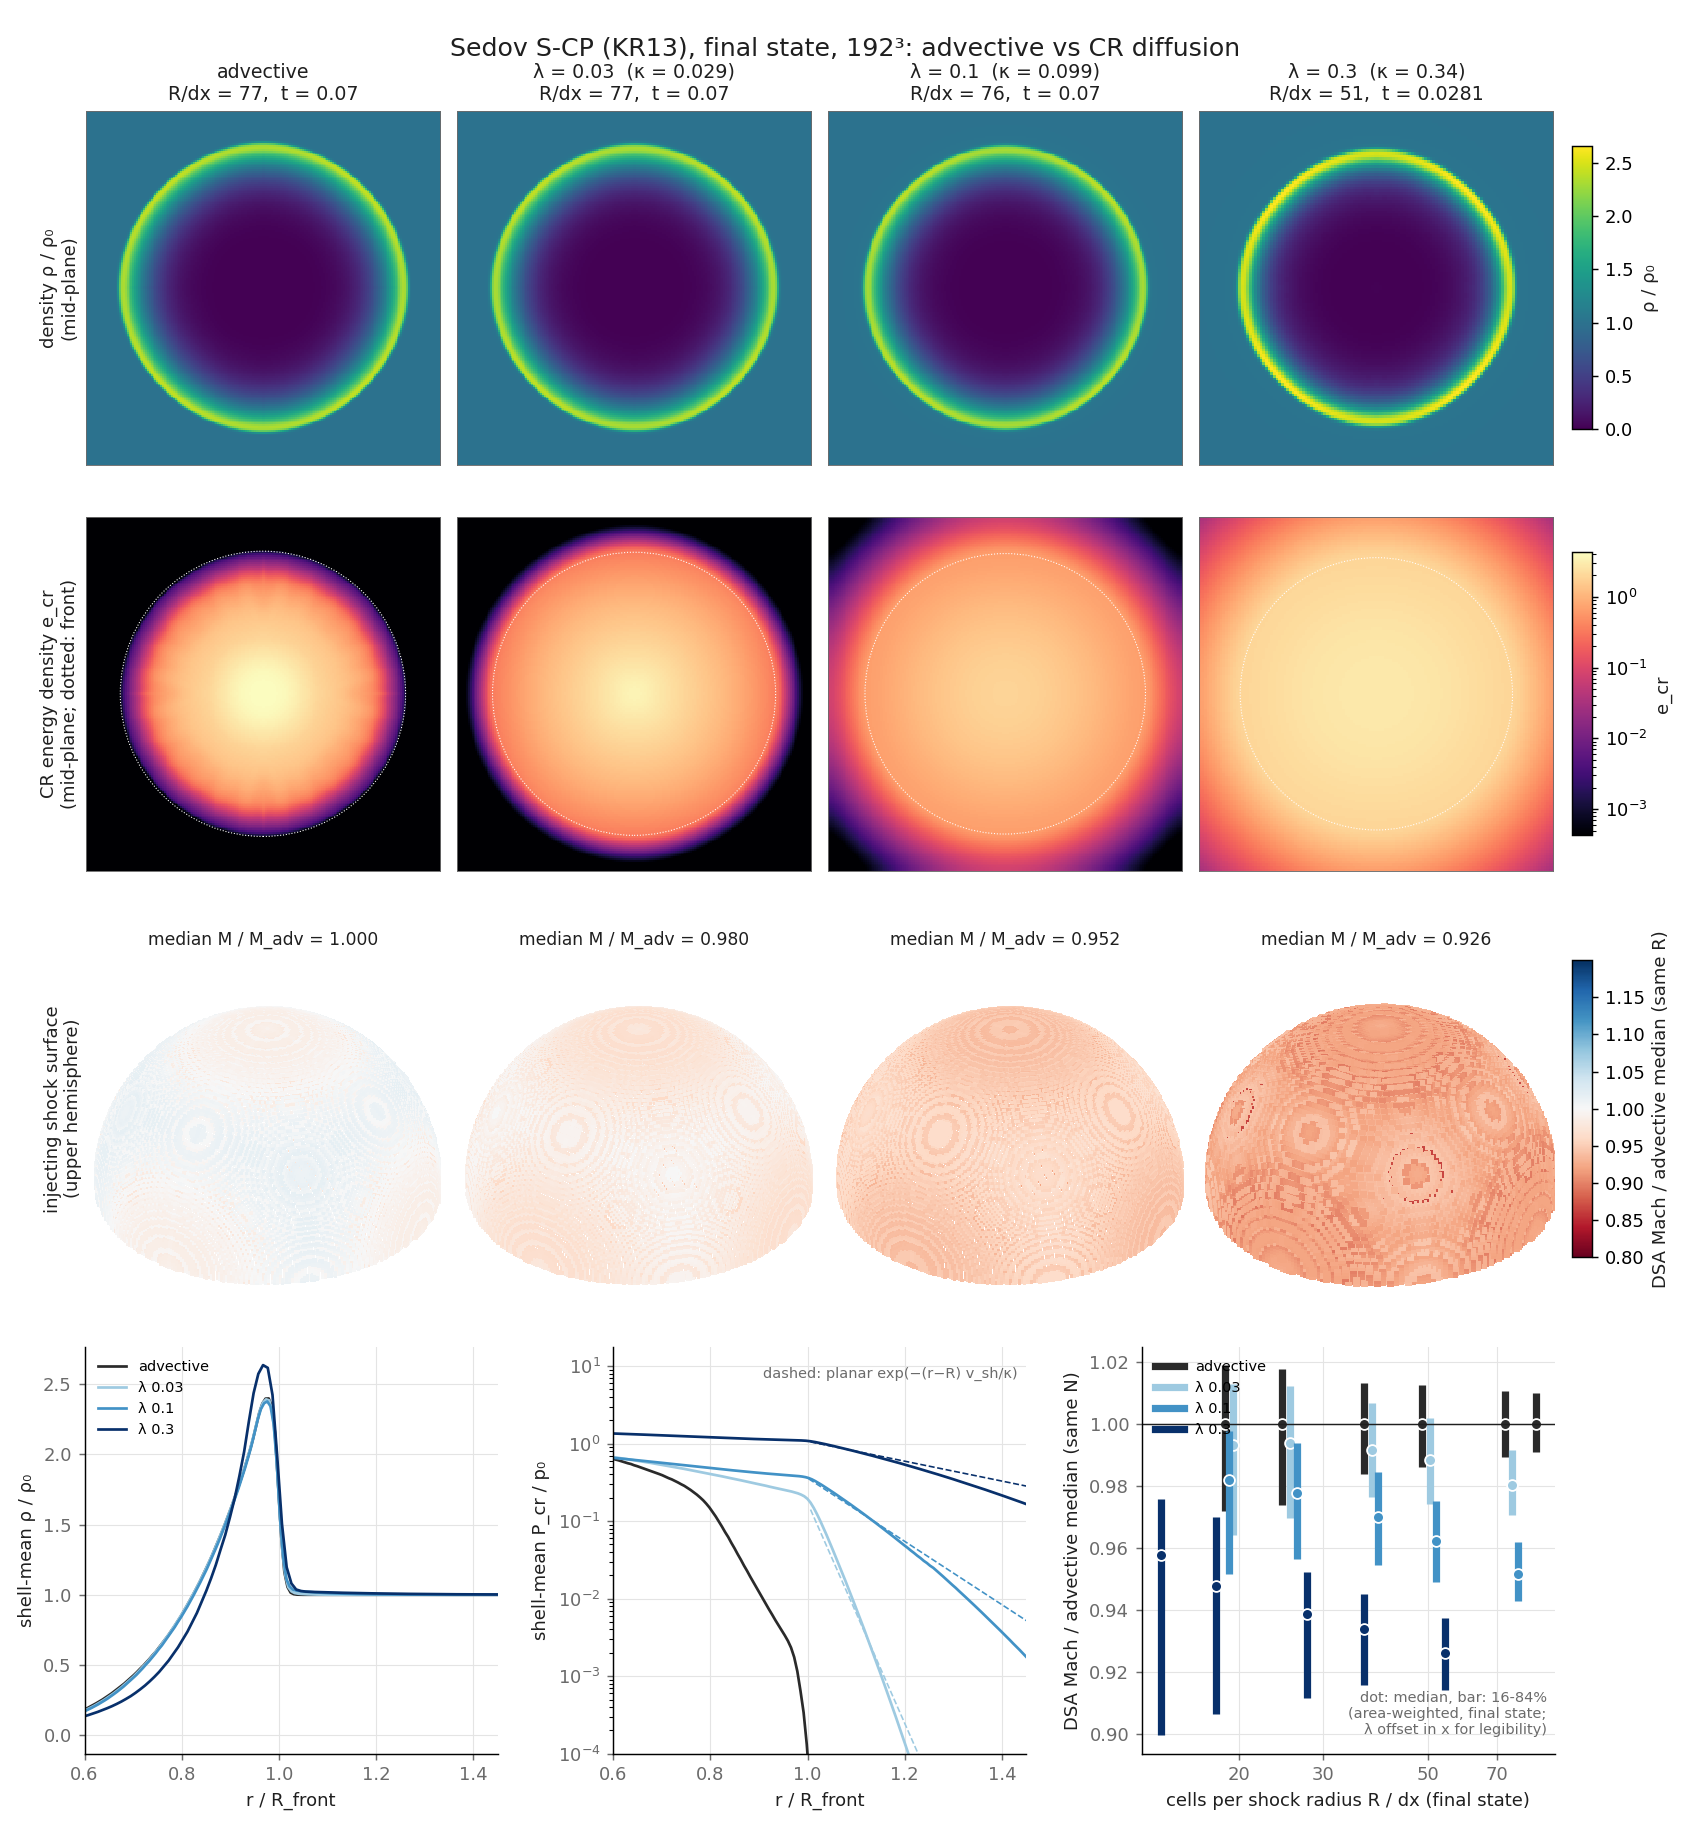 Sedov S-CP (KR13), final state, 192³: advective vs CR diffusion
advective
R/dx = 77,  t = 0.07
λ = 0.03  (κ = 0.029)
R/dx = 77,  t = 0.07
λ = 0.1  (κ = 0.099)
R/dx = 76,  t = 0.07
λ = 0.3  (κ = 0.34)
R/dx = 51,  t = 0.0281
density ρ / ρ₀
(mid-plane)
2.5
2.0
1.5
1.0
0.5
0.0
ρ / ρ₀
CR energy density e_cr
(mid-plane; dotted: front)
10⁰
10⁻¹
10⁻²
10⁻³
e_cr
median M / M_adv = 1.000
median M / M_adv = 0.980
median M / M_adv = 0.952
median M / M_adv = 0.926
injecting shock surface
(upper hemisphere)
1.15
1.10
1.05
1.00
0.95
0.90
0.85
0.80
DSA Mach / advective median (same R)
shell-mean ρ / ρ₀
2.5
2.0
1.5
1.0
0.5
0.0
advective
λ 0.03
λ 0.1
λ 0.3
0.6
0.8
1.0
1.2
1.4
r / R_front
shell-mean P_cr / p₀
10¹
10⁰
10⁻¹
10⁻²
10⁻³
10⁻⁴
dashed: planar exp(−(r−R) v_sh/κ)
0.6
0.8
1.0
1.2
1.4
r / R_front
DSA Mach / advective median (same N)
1.02
1.00
0.98
0.96
0.94
0.92
0.90
advective
λ 0.03
λ 0.1
λ 0.3
dot: median, bar: 16-84%
(area-weighted, final state;
λ offset in x for legibility)
20
30
50
70
cells per shock radius R / dx (final state)